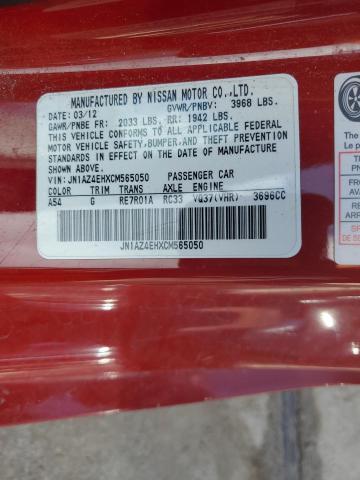 MANUFACTURED BY NISSAN MOTOR CO.,LTD.
GVWR/PNBV: 3968 LBS.
DATE: 03/12
GAWR/PNBE FR: 2033 LBS. RR: 1942 LBS.
THIS VEHICLE CONFORMS TO ALL APPLICABLE FEDERAL
MOTOR VEHICLE SAFETY,BUMPER,AND THEFT PREVENTION
STANDARDS IN EFFECT ON THE DATE OF MANUFACTURE
SHOWN ABOVE.
VIN:JN1AZ4EHXCM565050 PASSENGER CAR
COLOR TRIM TRANS AXLE ENGINE
A54 G RE7R01A RC33 VQ37(VHR) 3696CC
JN1AZ4EHXCM565050
The
Le p